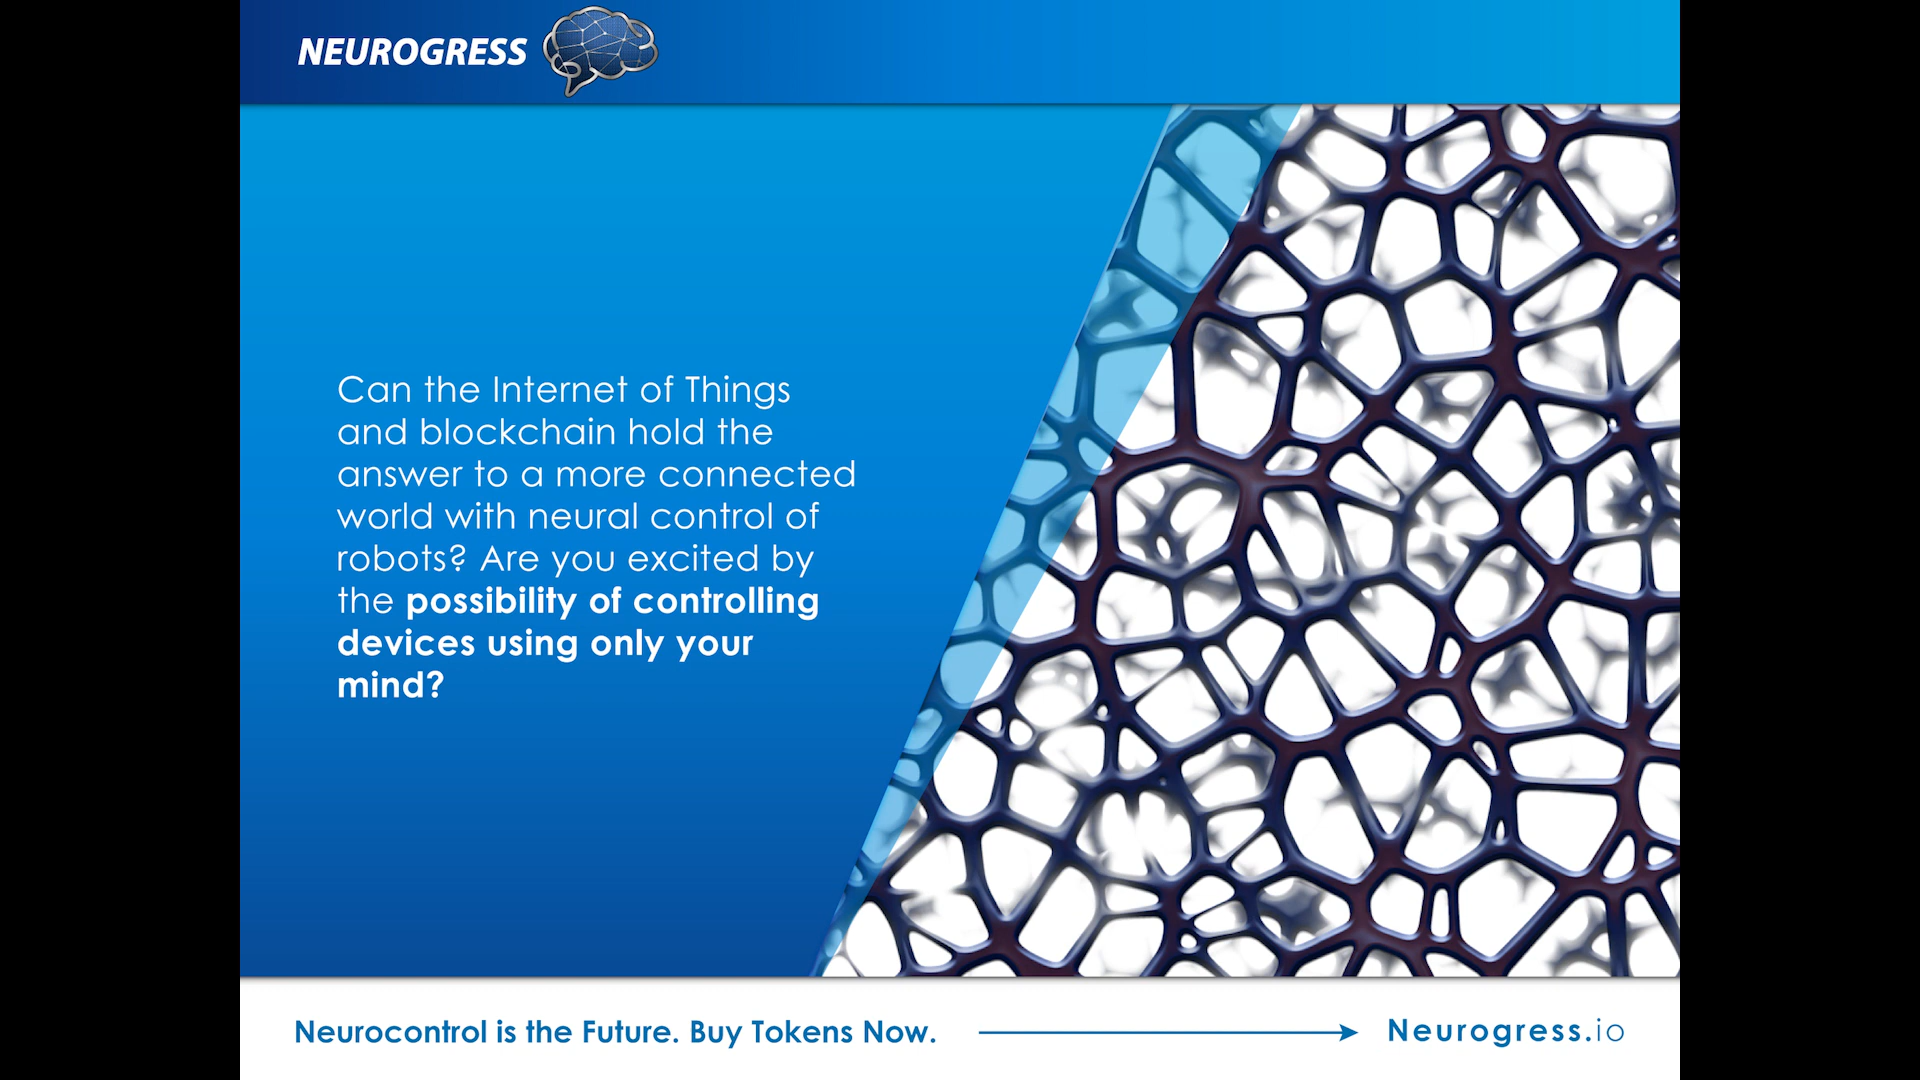 NEUROGRESS
Can the Internet of Things
and blockchain hold the
answer to a more connected
world with neural control of
robots? Are you excited by
the possibility of controlling
devices using only your
mind?
Neurocontrol is the Future. Buy Tokens Now.
Neurogress.io